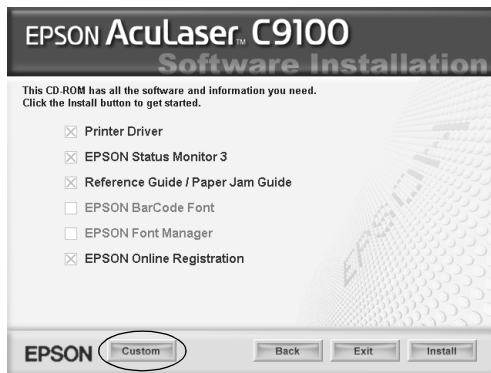 EPSON AcuLaser™ C9100
Software Installation
This CD-ROM has all the software and information you need.
Click the Install button to get started.
Printer Driver
EPSON Status Monitor 3
Reference Guide / Paper Jam Guide
EPSON BarCode Font
EPSON Font Manager
EPSON Online Registration
EPSON
EPSON Custom Back Exit Install